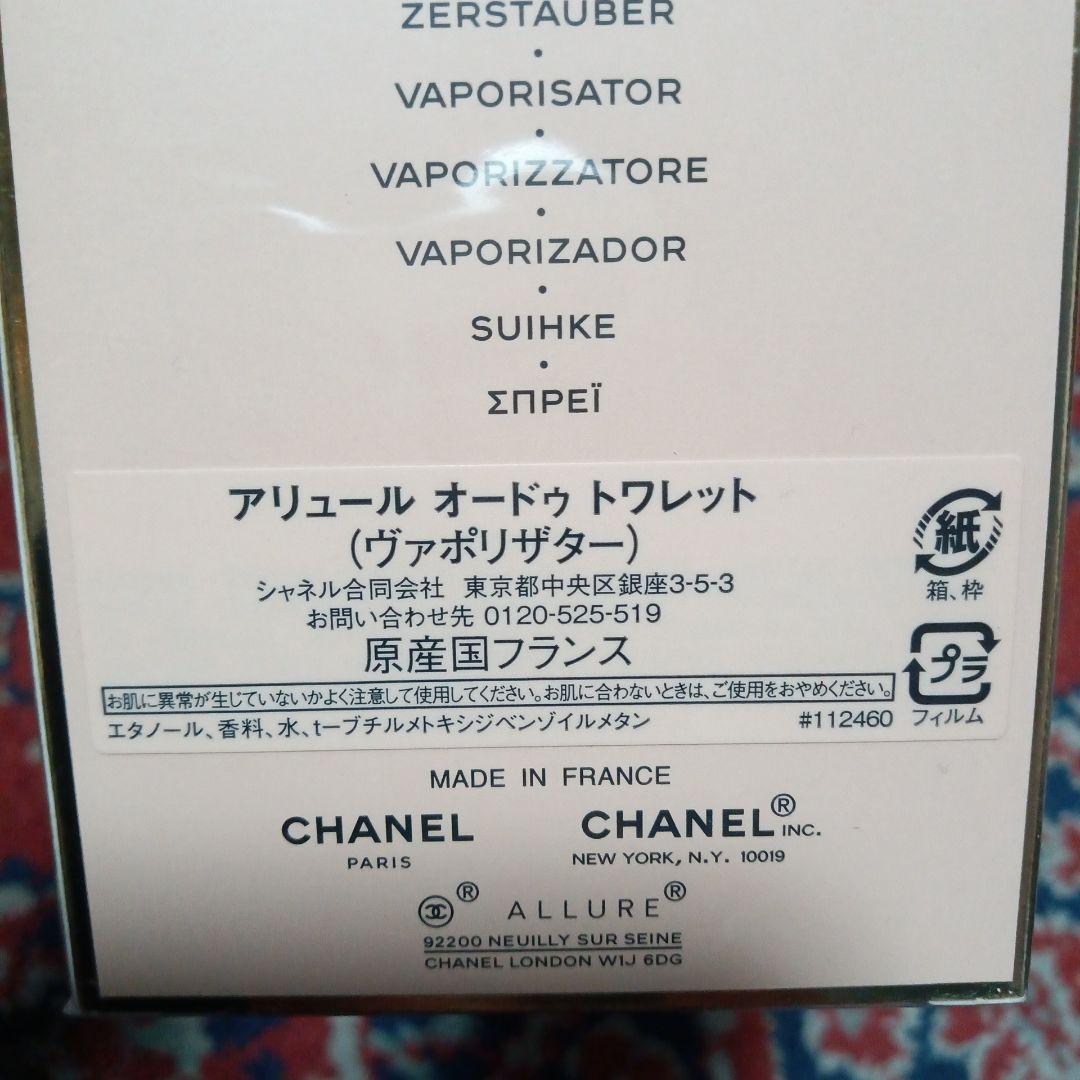 ZERSTAUBER
VAPORISATOR
VAPORIZZATORE
VAPORIZADOR
SUIHKE
ΣΠΡΕΪ
アリュール オードゥ トワレット
(ヴァポリザター)
シャネル合同会社 東京都中央区銀座3-5-3
お問い合わせ先 0120-525-519
原産国フランス
お肌に異常が生じていないかよく注意して使用してください。お肌に合わないときは、ご使用をおやめください。
エタノール、香料、水、t-ブチルメトキシジベンゾイルメタン #112460
紙
箱、枠
プラ
フィルム
MADE IN FRANCE
CHANEL
PARIS
CHANEL® INC.
NEW YORK, N.Y. 10019
® ALLURE®
92200 NEUILLY SUR SEINE
CHANEL LONDON W1J 6DG